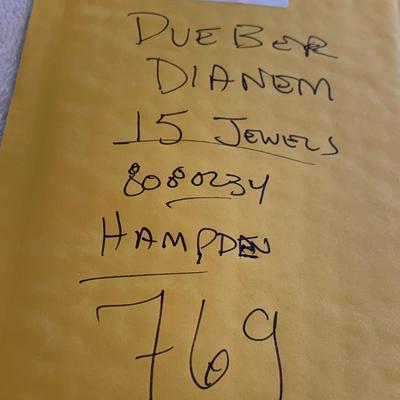 DUEBER
DIANEM
15 JEWELS
8080234
HAMPDEN
769